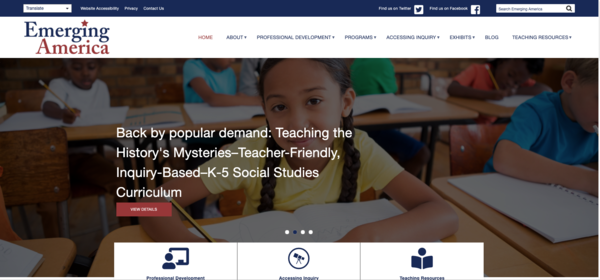 Translate
Website Accessibility Privacy Contact Us
Find us on Twitter Find us on Facebook Search Emerging America
Emerging
America
HOME ABOUT PROFESSIONAL DEVELOPMENT PROGRAMS ACCESSING INQUIRY EXHIBITS BLOG TEACHING RESOURCES
Back by popular demand: Teaching the
History's Mysteries–Teacher-Friendly,
Inquiry-Based–K-5 Social Studies
Curriculum
VIEW DETAILS
Professional Development Accessing Inquiry Teaching Resources